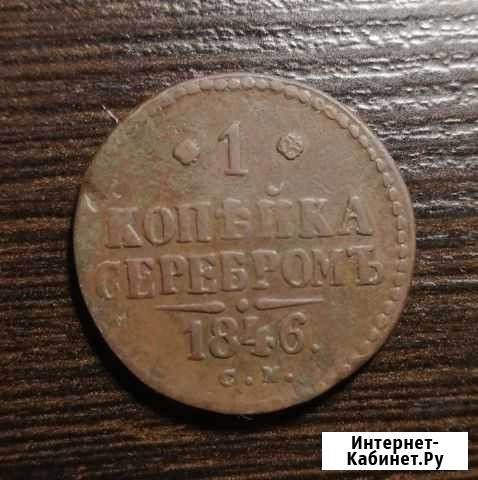 1
КОПѢЙКА
СЕРЕБРОМЪ
1846.
С. М.
Интернет-
Кабинет.Ру